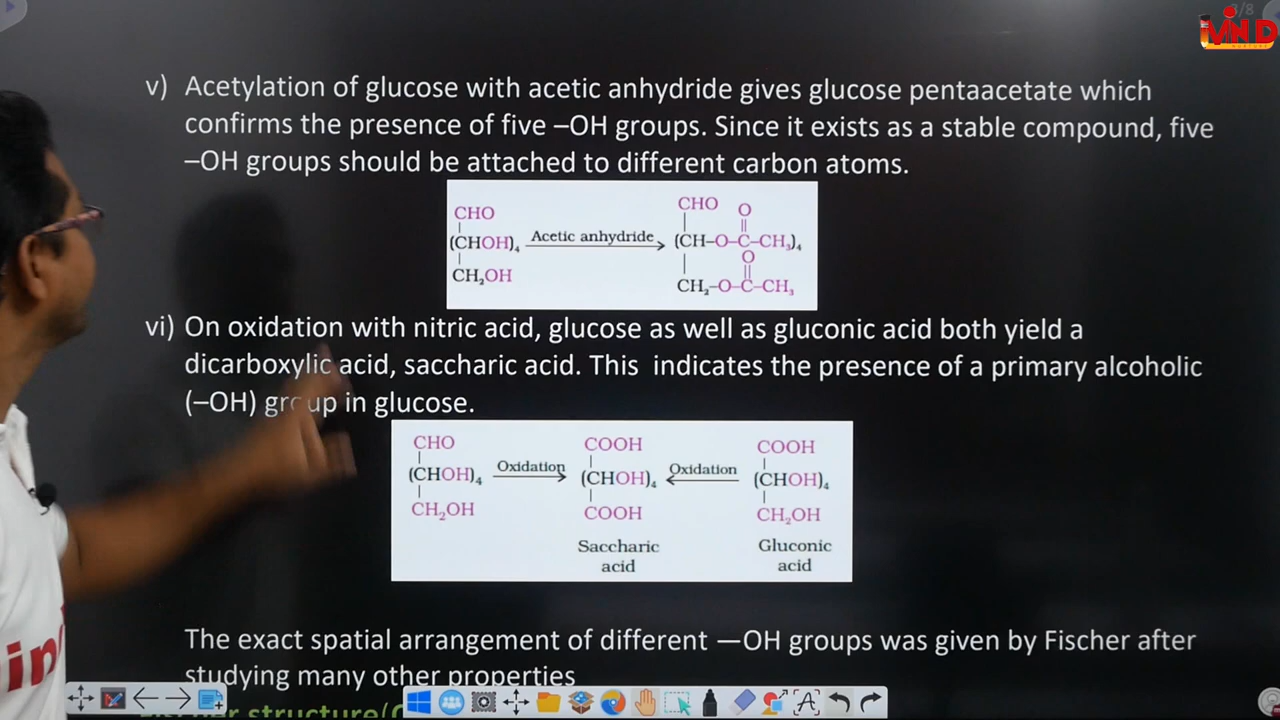 3/8
v) Acetylation of glucose with acetic anhydride gives glucose pentaacetate which
confirms the presence of five –OH groups. Since it exists as a stable compound, five
–OH groups should be attached to different carbon atoms.
CHO
(CHOH)₄
CH₂OH
Acetic anhydride
CHO
O
(CH–O–C–CH₃)₄
O
CH₂–O–C–CH₃
vi) On oxidation with nitric acid, glucose as well as gluconic acid both yield a
dicarboxylic acid, saccharic acid. This indicates the presence of a primary alcoholic
(–OH) group in glucose.
CHO
(CHOH)₄
CH₂OH
Oxidation
COOH
(CHOH)₄
COOH
Saccharic
acid
Oxidation
COOH
(CHOH)₄
CH₂OH
Gluconic
acid
The exact spatial arrangement of different —OH groups was given by Fischer after
studying many other properties